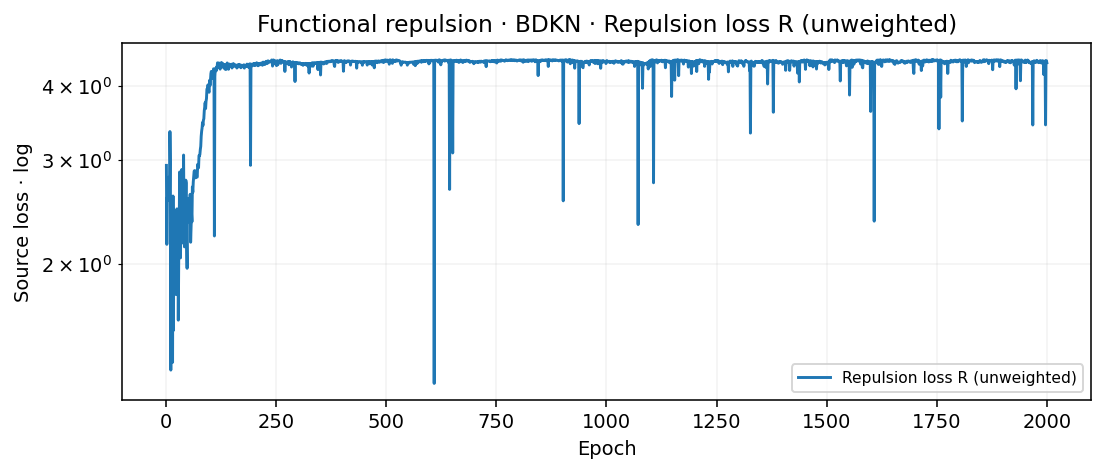 Functional repulsion · BDKN · Repulsion loss R (unweighted)
Source loss · log
4 × 10⁰
3 × 10⁰
2 × 10⁰
Repulsion loss R (unweighted)
0 250 500 750 1000 1250 1500 1750 2000
Epoch